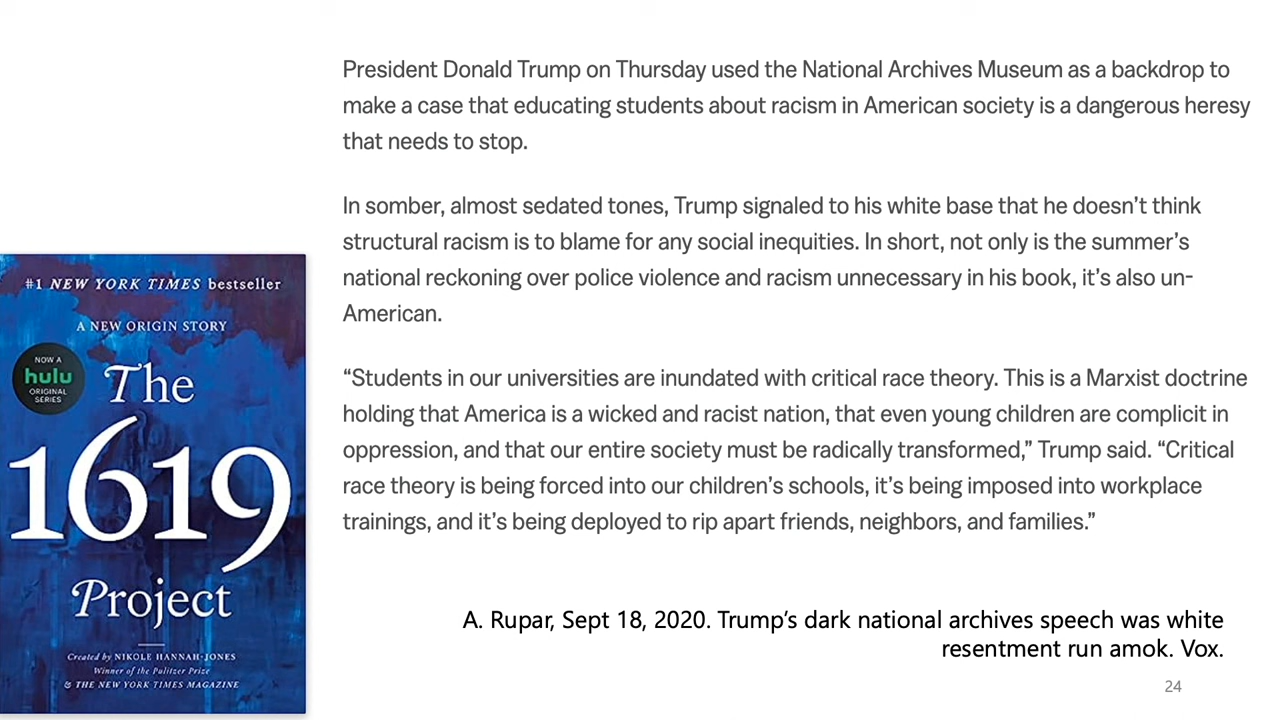 President Donald Trump on Thursday used the National Archives Museum as a backdrop to
make a case that educating students about racism in American society is a dangerous heresy
that needs to stop.
In somber, almost sedated tones, Trump signaled to his white base that he doesn’t think
structural racism is to blame for any social inequities. In short, not only is the summer’s
national reckoning over police violence and racism unnecessary in his book, it’s also un-
American.
“Students in our universities are inundated with critical race theory. This is a Marxist doctrine
holding that America is a wicked and racist nation, that even young children are complicit in
oppression, and that our entire society must be radically transformed,” Trump said. “Critical
race theory is being forced into our children’s schools, it’s being imposed into workplace
trainings, and it’s being deployed to rip apart friends, neighbors, and families.”
#1 NEW YORK TIMES bestseller
A NEW ORIGIN STORY
NOW A
hulu
ORIGINAL
SERIES
The
1619
Project
Created by NIKOLE HANNAH-JONES
Winner of the Pulitzer Prize
& THE NEW YORK TIMES MAGAZINE
A. Rupar, Sept 18, 2020. Trump’s dark national archives speech was white
resentment run amok. Vox.
24